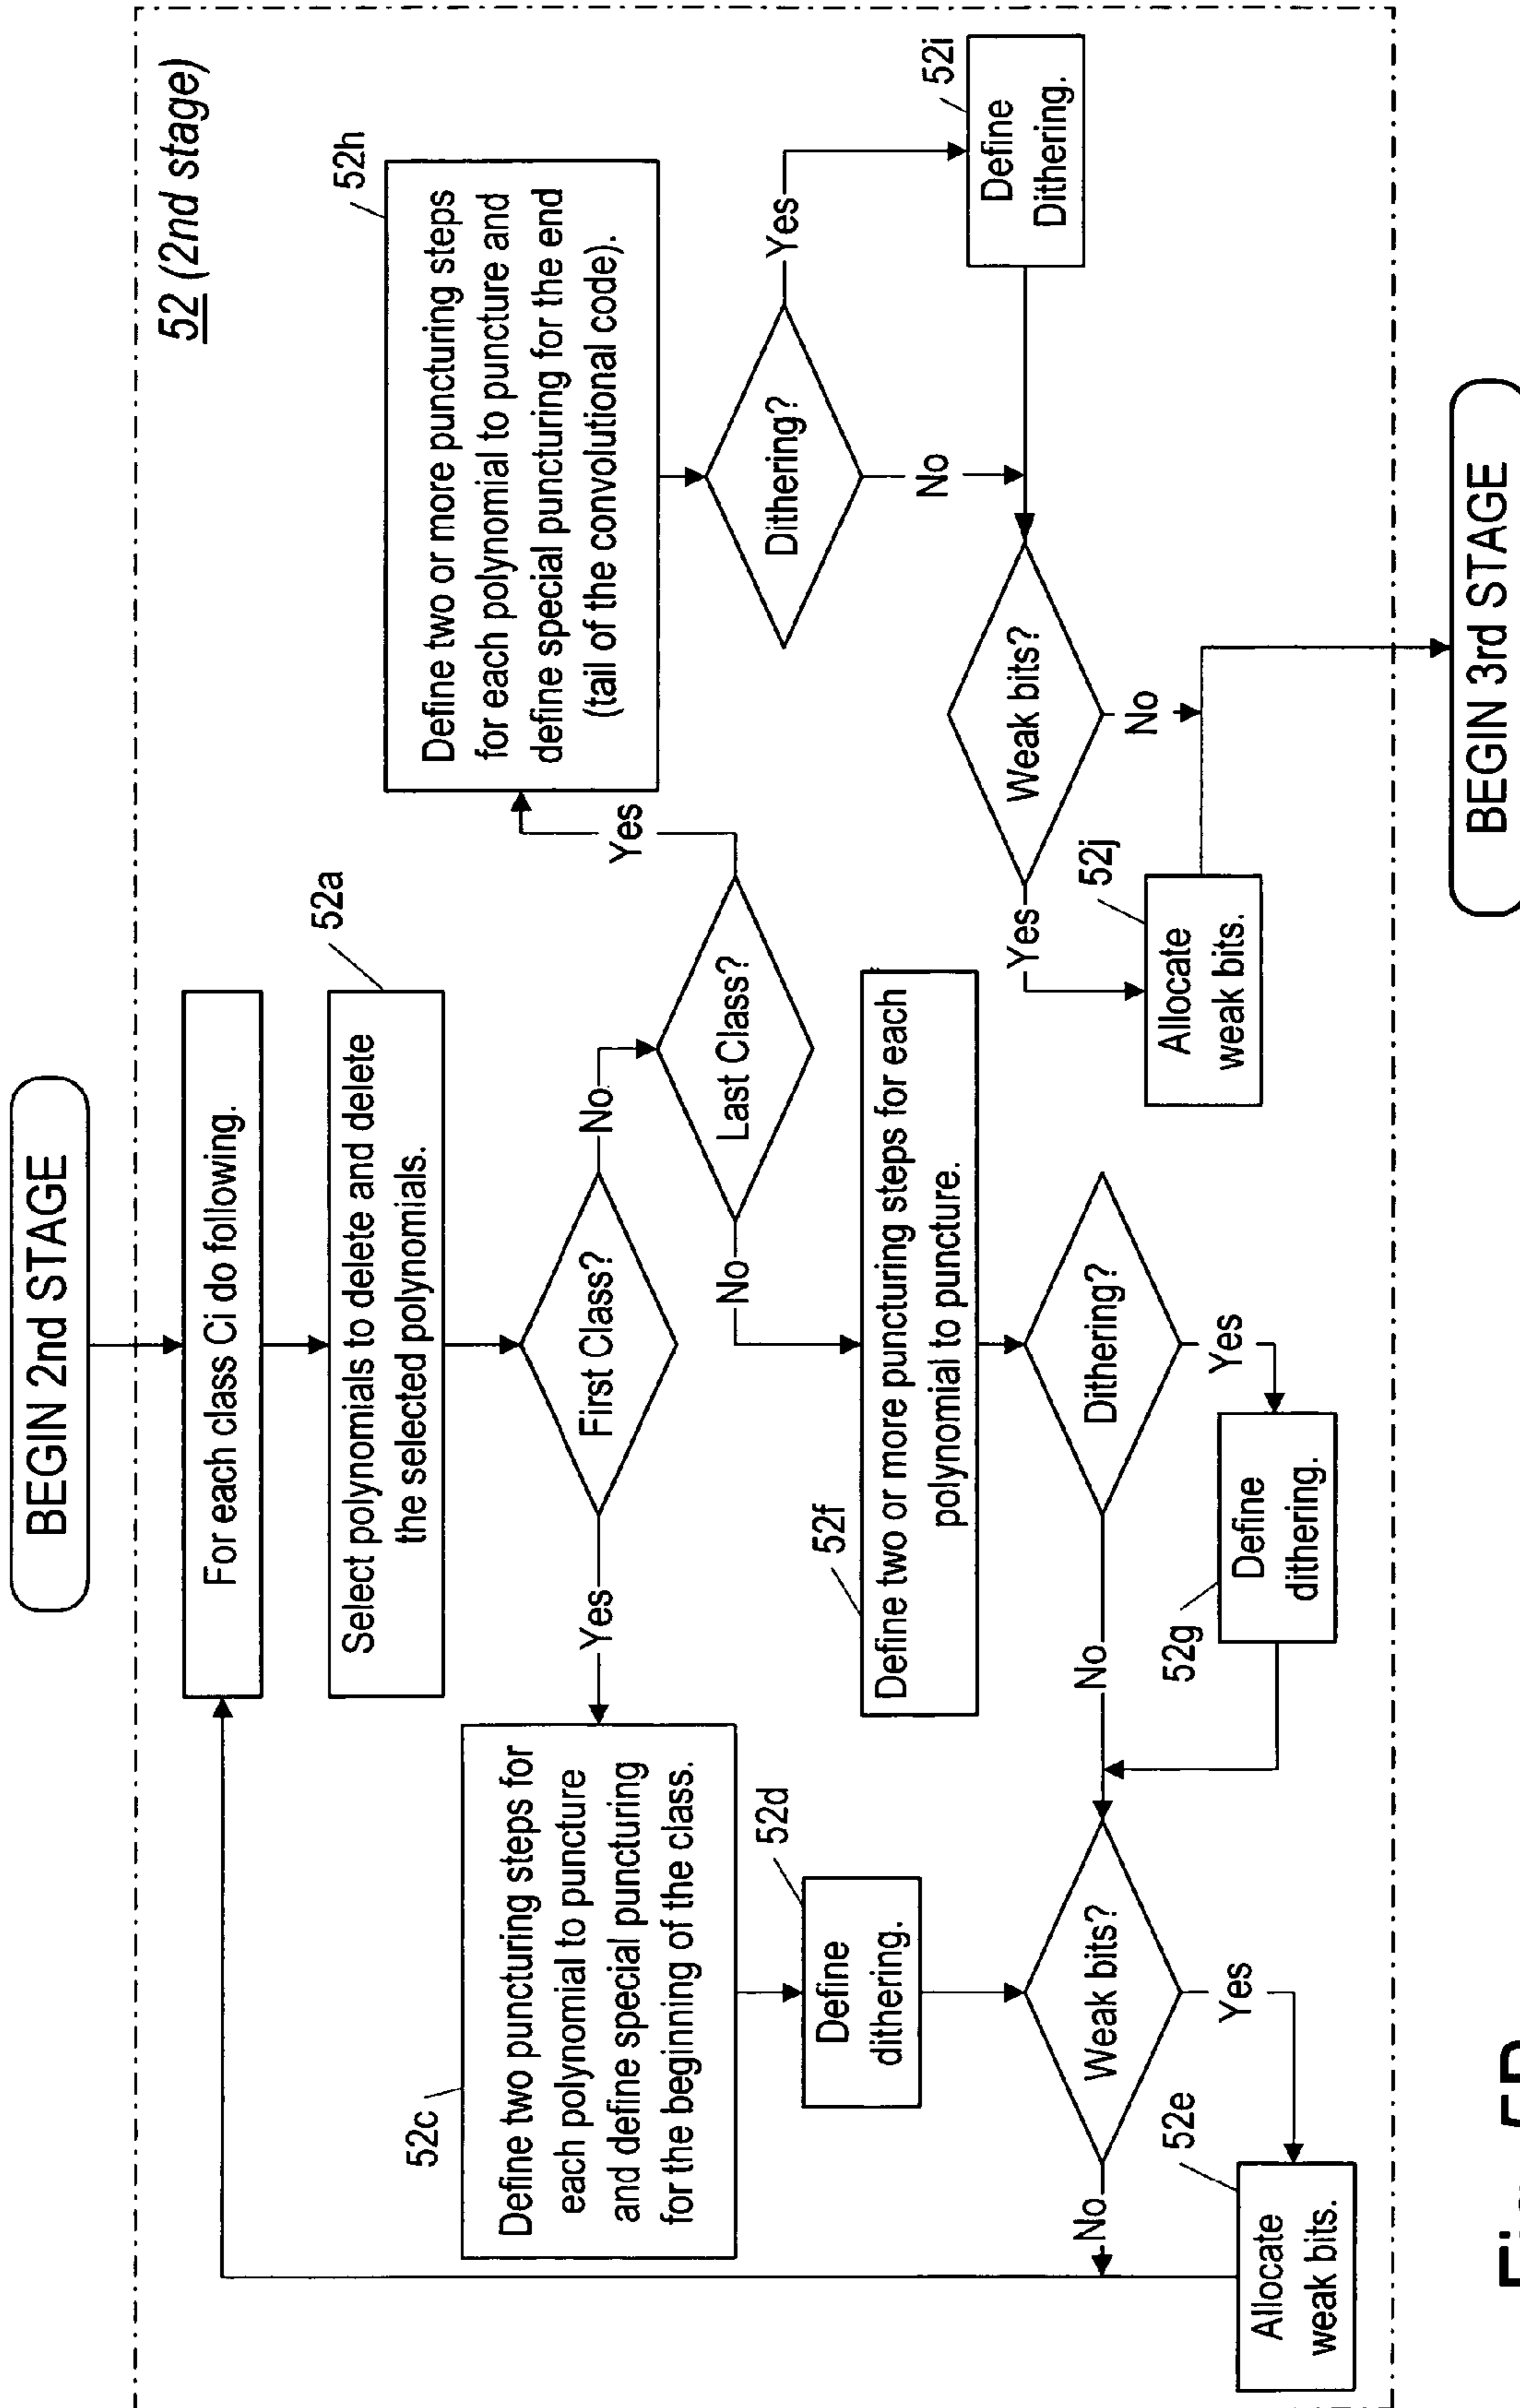 BEGIN 2nd STAGE
52 (2nd stage)
For each class Ci do following.
52a
Select polynomials to delete and delete
the selected polynomials.
First Class?
Yes
No
52c
Define two puncturing steps for
each polynomial to puncture
and define special puncturing
for the beginning of the class.
Last Class?
Yes
No
52h
Define two or more puncturing steps
for each polynomial to puncture and
define special puncturing for the end
(tail of the convolutional code).
52d
Define
dithering.
52f
Define two or more puncturing steps for each
polynomial to puncture.
Dithering?
Yes
No
52i
Define
Dithering.
Dithering?
No
Yes
52g
Define
dithering.
Weak bits?
No
Yes
52e
Allocate
weak bits.
Weak bits?
Yes
No
52j
Allocate
weak bits.
BEGIN 3rd STAGE